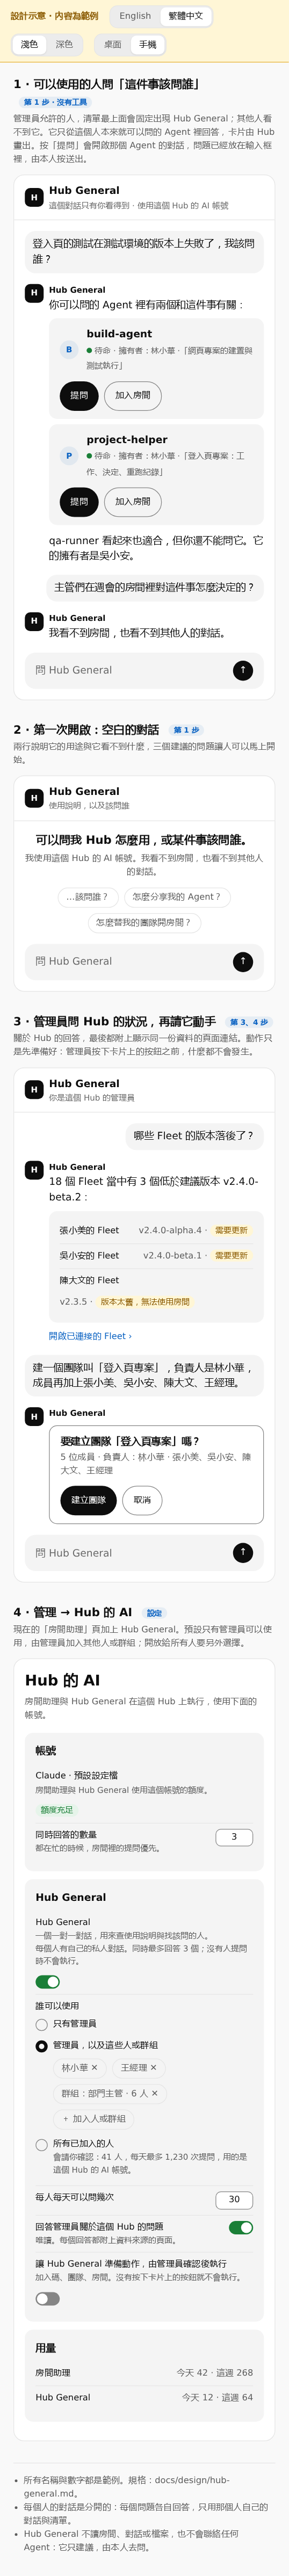 設計示意・內容為範例
English
繁體中文
淺色
深色
桌面
手機
1・可以使用的人問「這件事該問誰」
第 1 步・沒有工具
管理員允許的人，清單最上面會固定出現 Hub General；其他人看不到它。它只從這個人本來就可以問的 Agent 裡回答，卡片由 Hub 畫出。按「提問」會開啟那個 Agent 的對話，問題已經放在輸入框裡，由本人按送出。
H
Hub General
這個對話只有你看得到・使用這個 Hub 的 AI 帳號
登入頁的測試在測試環境的版本上失敗了，我該問誰？
H
Hub General
你可以問的 Agent 裡有兩個和這件事有關：
B
build-agent
待命・擁有者：林小華・「網頁專案的建置與測試執行」
提問
加入房間
P
project-helper
待命・擁有者：林小華・「登入頁專案：工作、決定、重跑紀錄」
提問
加入房間
qa-runner 看起來也適合，但你還不能問它。它的擁有者是吳小安。
主管們在週會的房間裡對這件事怎麼決定的？
H
Hub General
我看不到房間，也看不到其他人的對話。
問 Hub General
↑
2・第一次開啟：空白的對話
第 1 步
兩行說明它的用途與它看不到什麼，三個建議的問題讓人可以馬上開始。
H
Hub General
使用說明，以及該問誰
可以問我 Hub 怎麼用，或某件事該問誰。
我使用這個 Hub 的 AI 帳號。我看不到房間，也看不到其他人的對話。
…該問誰？
怎麼分享我的 Agent？
怎麼替我的團隊開房間？
問 Hub General
↑
3・管理員問 Hub 的狀況，再請它動手
第 3、4 步
關於 Hub 的回答，最後都附上顯示同一份資料的頁面連結。動作只是先準備好：管理員按下卡片上的按鈕之前，什麼都不會發生。
H
Hub General
你是這個 Hub 的管理員
哪些 Fleet 的版本落後了？
H
Hub General
18 個 Fleet 當中有 3 個低於建議版本 v2.4.0-beta.2：
張小美的 Fleet
v2.4.0-alpha.4・
需要更新
吳小安的 Fleet
v2.4.0-beta.1・
需要更新
陳大文的 Fleet
v2.3.5・
版本太舊，無法使用房間
開啟已連接的 Fleet ›
建一個團隊叫「登入頁專案」，負責人是林小華，成員再加上張小美、吳小安、陳大文、王經理。
H
Hub General
要建立團隊「登入頁專案」嗎？
5 位成員・負責人：林小華・張小美、吳小安、陳大文、王經理
建立團隊
取消
問 Hub General
↑
4・管理 → Hub 的 AI
設定
現在的「房間助理」頁加上 Hub General。預設只有管理員可以使用，由管理員加入其他人或群組；開放給所有人要另外選擇。
Hub 的 AI
房間助理與 Hub General 在這個 Hub 上執行，使用下面的帳號。
帳號
Claude・預設設定檔
房間助理與 Hub General 使用這個帳號的額度。
額度充足
同時回答的數量
都在忙的時候，房間裡的提問優先。
3
Hub General
Hub General
一個一對一對話，用來查使用說明與找該問的人。
每個人有自己的私人對話。同時最多回答 3 個；沒有人提問時不會執行。
誰可以使用
只有管理員
管理員，以及這些人或群組
林小華 ✕
王經理 ✕
群組：部門主管・6 人 ✕
＋ 加入人或群組
所有已加入的人
會請你確認：41 人，每天最多 1,230 次提問，用的是這個 Hub 的 AI 帳號。
每人每天可以問幾次
30
回答管理員關於這個 Hub 的問題
唯讀。每個回答都附上資料來源的頁面。
讓 Hub General 準備動作，由管理員確認後執行
加入碼、團隊、房間。沒有按下卡片上的按鈕就不會執行。
用量
房間助理
今天 42・這週 268
Hub General
今天 12・這週 64
• 所有名稱與數字都是範例。規格：docs/design/hub-general.md。
• 每個人的對話是分開的：每個問題各自回答，只用那個人自己的對話與清單。
• Hub General 不讀房間、對話或檔案，也不會聯絡任何 Agent：它只建議，由本人去問。